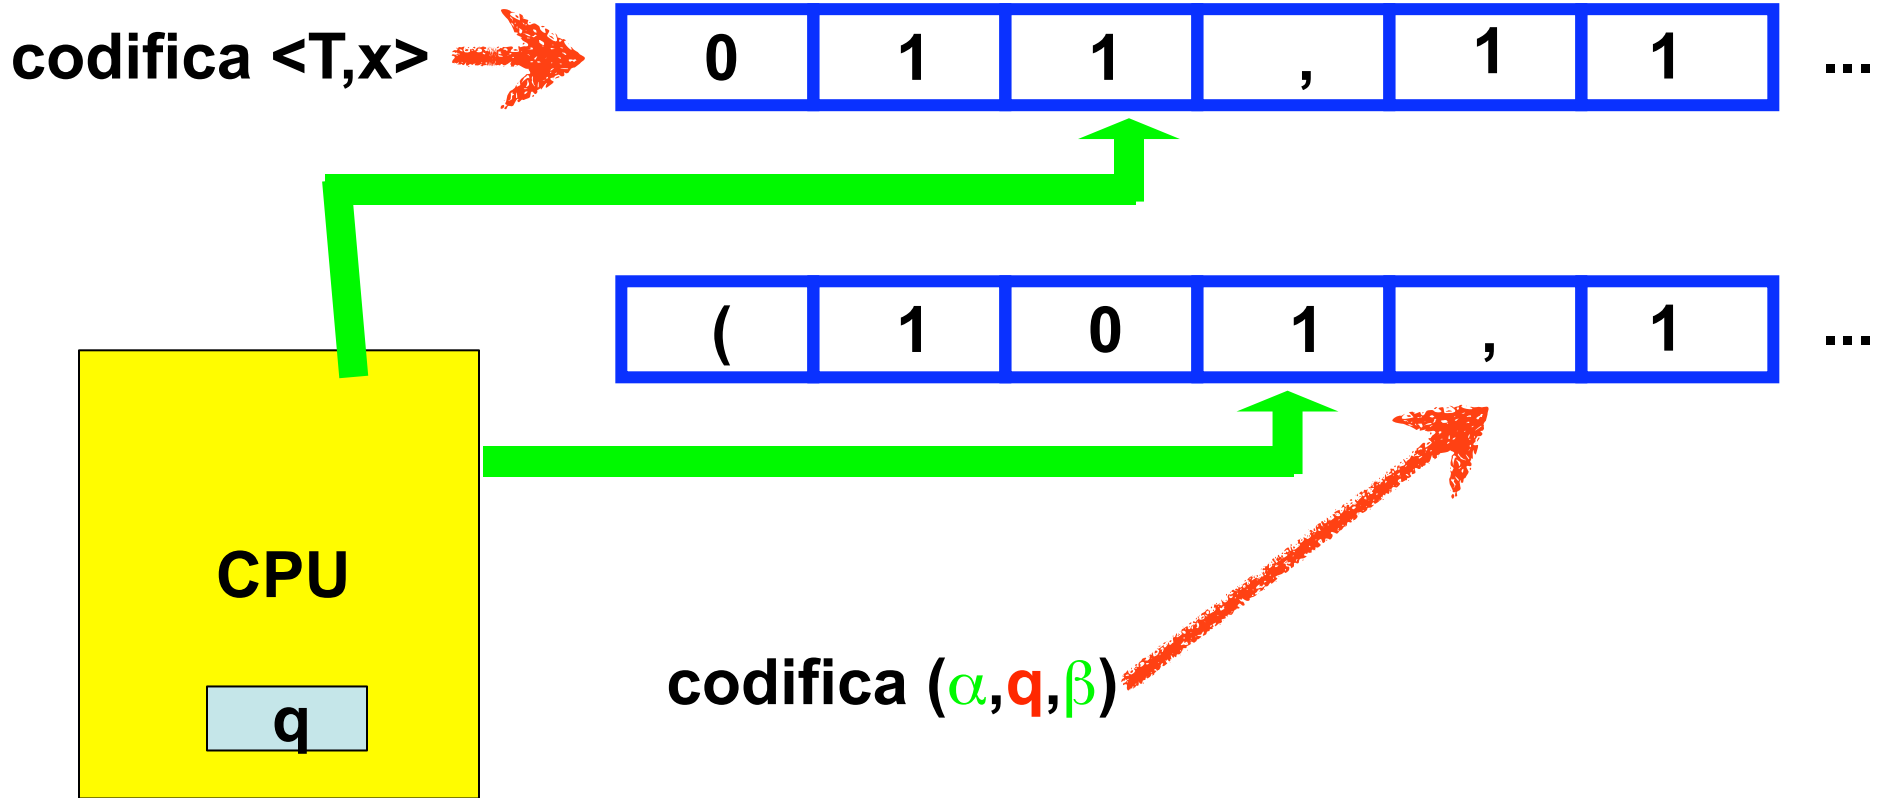 codifica <T,x> 0 1 1 , 1 1 ...
( 1 0 1 , 1 ...
CPU
codifica (α,q,β)
q